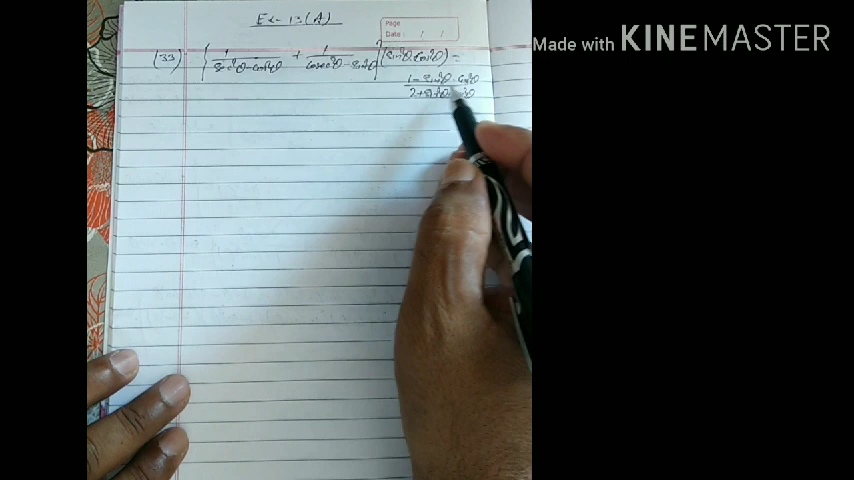 Ex-13(A)
Page
Date : / /
(33) { 1/(sec²θ-cos²θ) + 1/(cosec²θ-sin²θ) } (sin²θ.cos²θ) =
1-sin²θ.cos²θ
2+sin²θ
Made with KINEMASTER